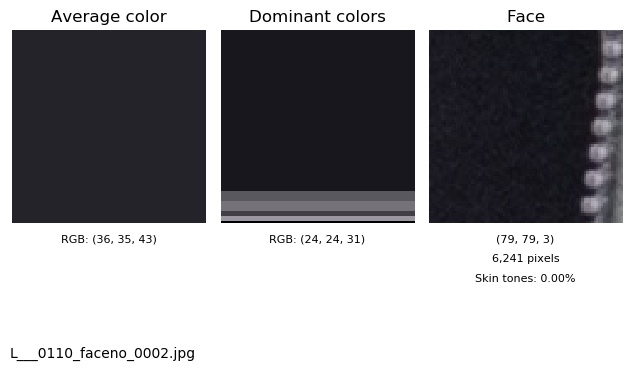 Average color
Dominant colors
Face
RGB: (36, 35, 43)
RGB: (24, 24, 31)
(79, 79, 3)
6,241 pixels
Skin tones: 0.00%
L___0110_faceno_0002.jpg